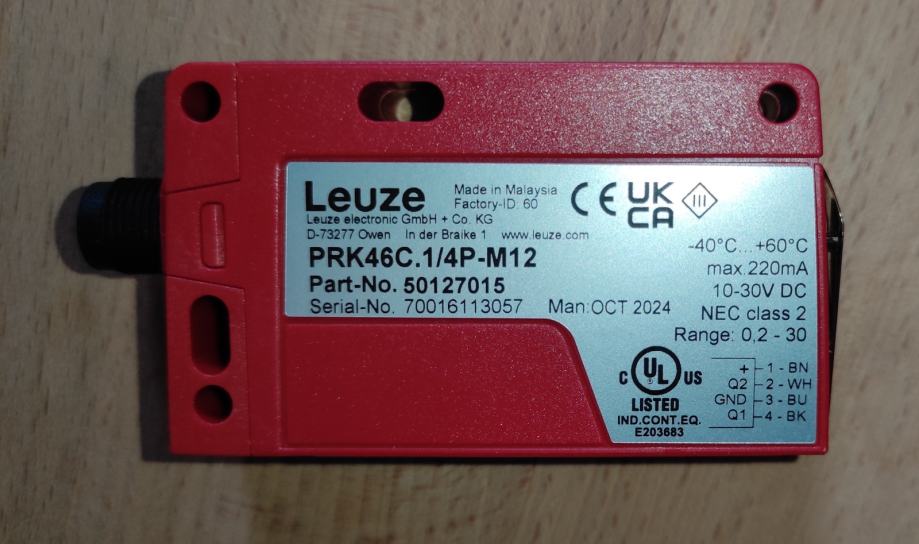 Leuze
Made in Malaysia
Factory-ID: 60
CE
UK
CA
III
Leuze electronic GmbH + Co. KG
D-73277 Owen In der Braike 1 www.leuze.com
PRK46C.1/4P-M12
Part-No. 50127015
Serial-No. 70016113057 Man:OCT 2024
-40°C...+60°C
max.220mA
10-30V DC
NEC class 2
Range: 0,2 - 30
C UL US
LISTED
IND.CONT.EQ.
E203683
+ 1 - BN
Q2 2 - WH
GND 3 - BU
Q1 4 - BK